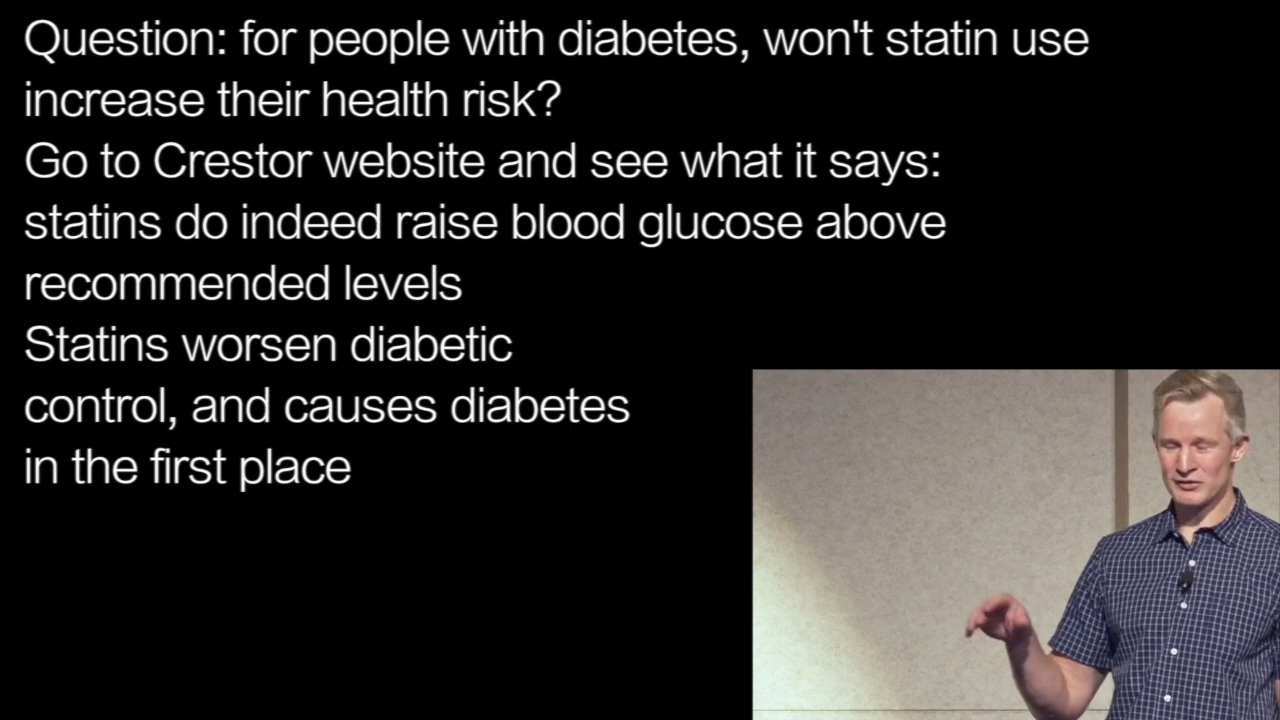 Question: for people with diabetes, won't statin use
increase their health risk?
Go to Crestor website and see what it says:
statins do indeed raise blood glucose above
recommended levels
Statins worsen diabetic
control, and causes diabetes
in the first place